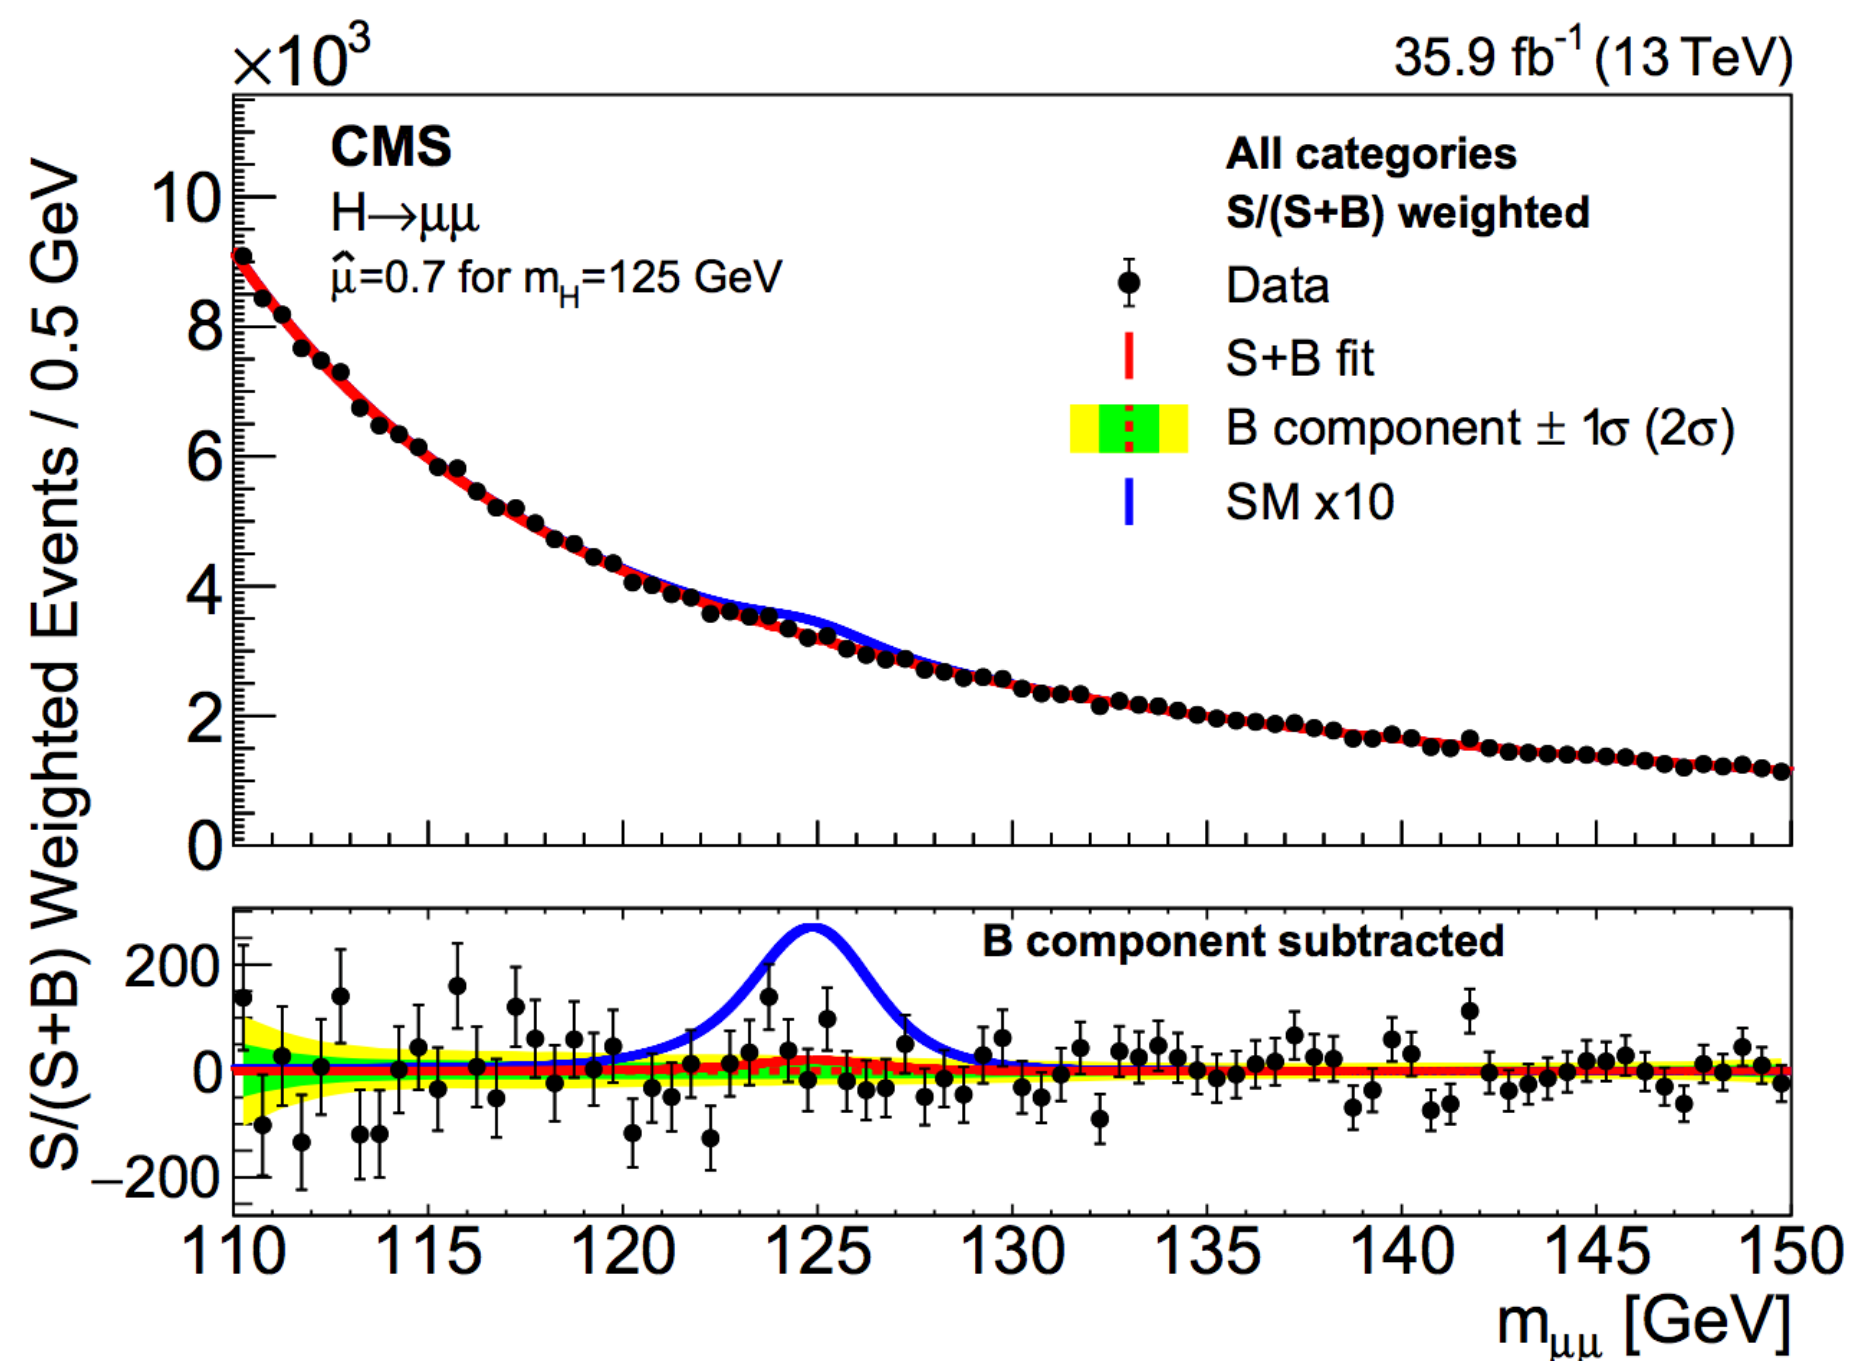 ×10³
35.9 fb⁻¹ (13 TeV)
CMS
H→μμ
μ̂=0.7 for m_H=125 GeV
All categories
S/(S+B) weighted
Data
S+B fit
B component ± 1σ (2σ)
SM x10
S/(S+B) Weighted Events / 0.5 GeV
10
8
6
4
2
0
B component subtracted
200
0
−200
110 115 120 125 130 135 140 145 150
m_μμ [GeV]